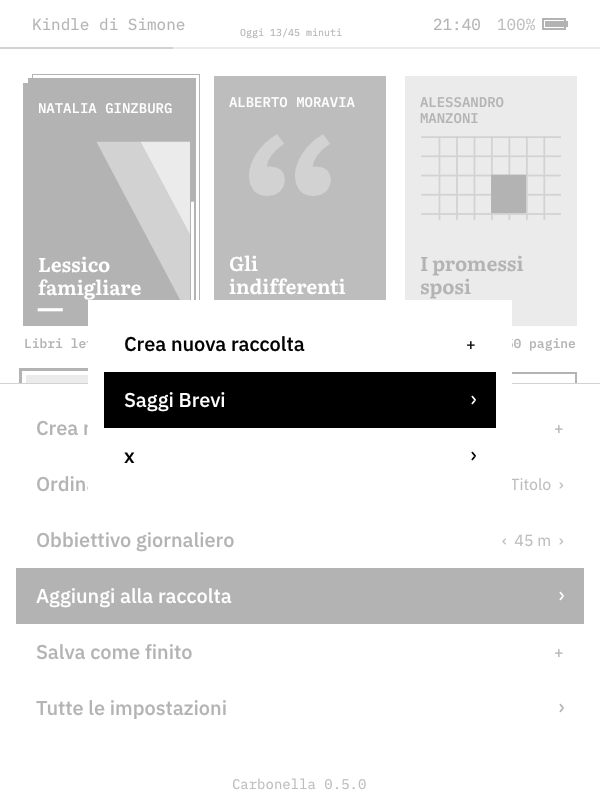 Kindle di Simone
Oggi 13/45 minuti
21:40 100%
NATALIA GINZBURG
Lessico
famigliare
ALBERTO MORAVIA
Gli
indifferenti
ALESSANDRO
MANZONI
I promessi
sposi
Libri
pagine
Crea nuova raccolta +
Saggi Brevi ›
x ›
Crea +
Titolo ›
Obbiettivo giornaliero ‹ 45 m ›
Aggiungi alla raccolta ›
Salva come finito +
Tutte le impostazioni ›
Carbonella 0.5.0